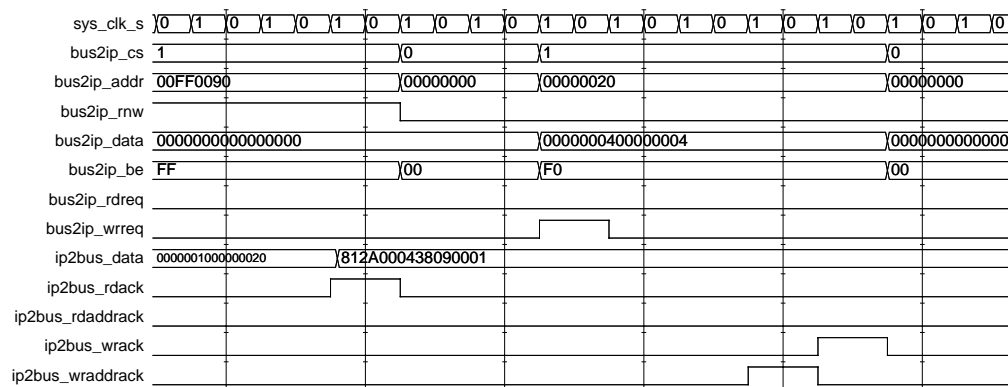 sys_clk_s 0 1 0 1 0 1 0 1 0 1 0 1 0 1 0 1 0 1 0 1 0 1 0 1 0
bus2ip_cs 1 0 1 0
bus2ip_addr 00FF0090 00000000 00000020 00000000
bus2ip_rnw
bus2ip_data 0000000000000000 0000000400000004 0000000000000
bus2ip_be FF 00 F0 00
bus2ip_rdreq
bus2ip_wrreq
ip2bus_data 0000001000000020 812A000438090001
ip2bus_rdack
ip2bus_rdaddrack
ip2bus_wrack
ip2bus_wraddrack